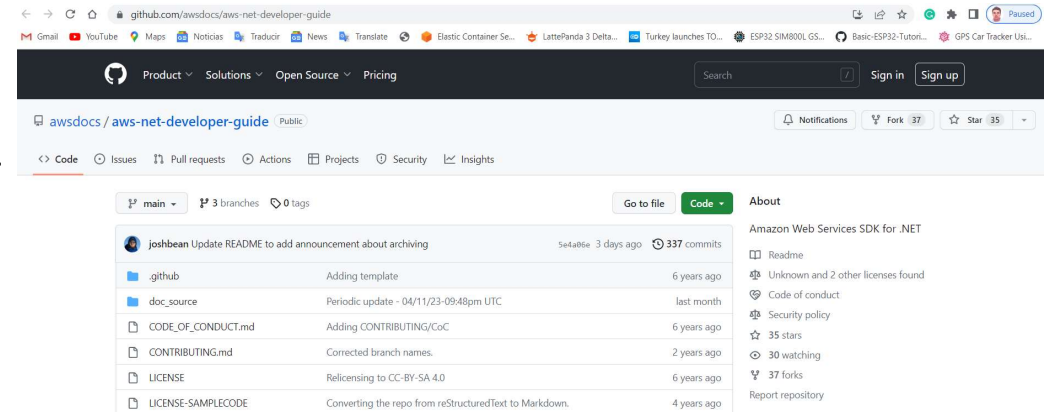 github.com/awsdocs/aws-net-developer-guide Paused
Gmail YouTube Maps Noticias Traducir News Translate Elastic Container Se... LattePanda 3 Delta... Turkey launches TO... ESP32 SIM800L GS... Basic-ESP32-Tutori... GPS Car Tracker Usi...
Product Solutions Open Source Pricing Search / Sign in Sign up
awsdocs / aws-net-developer-guide Public Notifications Fork 37 Star 35
Code Issues Pull requests Actions Projects Security Insights
main 3 branches 0 tags Go to file Code About
Amazon Web Services SDK for .NET
joshbean Update README to add announcement about archiving 5e4a06e 3 days ago 337 commits
Readme
.github Adding template 6 years ago
Unknown and 2 other licenses found
doc_source Periodic update - 04/11/23-09:48pm UTC last month
Code of conduct
Security policy
CODE_OF_CONDUCT.md Adding CONTRIBUTING/CoC 6 years ago
35 stars
CONTRIBUTING.md Corrected branch names. 2 years ago
30 watching
LICENSE Relicensing to CC-BY-SA 4.0 6 years ago
37 forks
Report repository
LICENSE-SAMPLECODE Converting the repo from reStructuredText to Markdown. 4 years ago